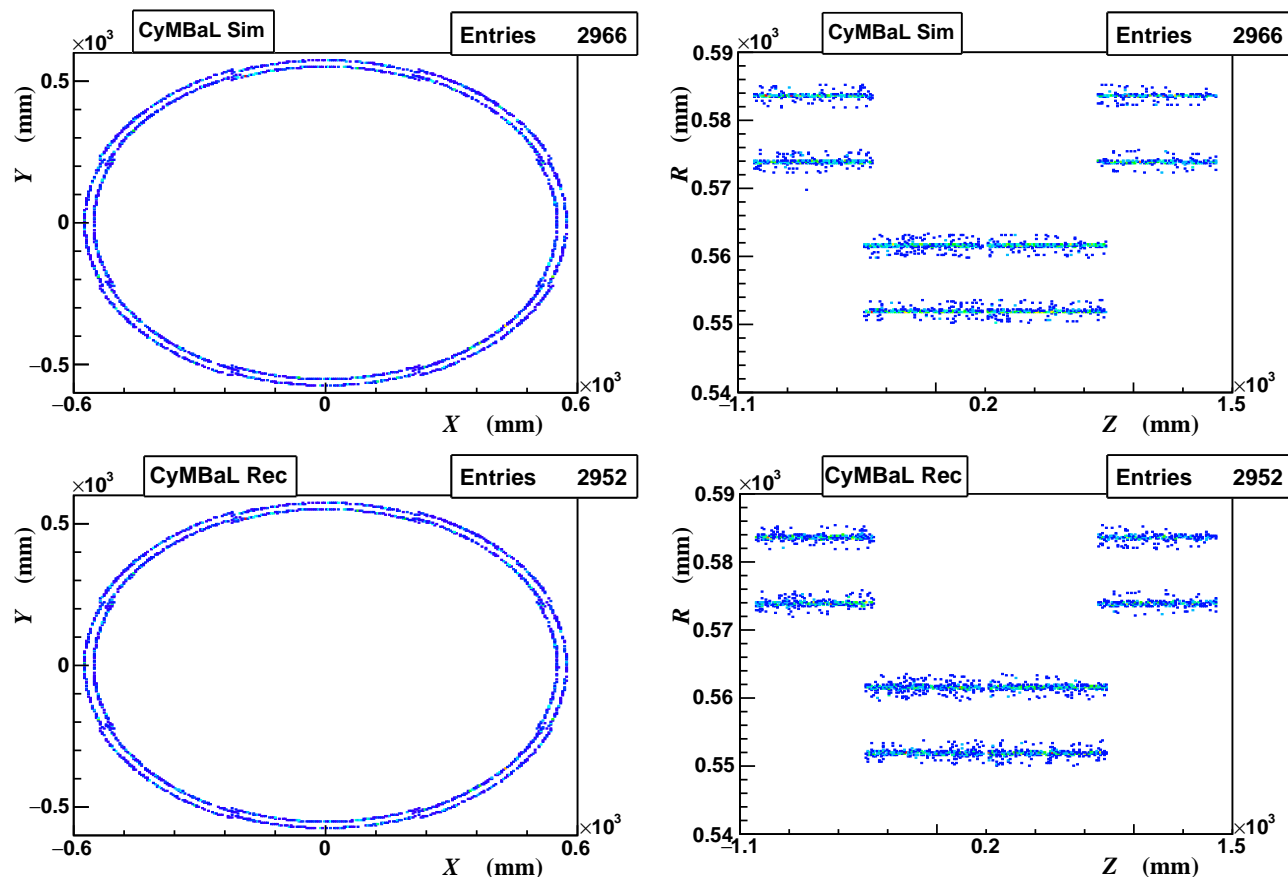 CyMBaL Sim
Entries 2966
×10³
Y (mm)
0.5
0
−0.5
−0.6
0
0.6
×10³
X (mm)
CyMBaL Sim
Entries 2966
×10³
R (mm)
0.59
0.58
0.57
0.56
0.55
0.54
−1.1
0.2
1.5
×10³
Z (mm)
CyMBaL Rec
Entries 2952
×10³
Y (mm)
0.5
0
−0.5
−0.6
0
0.6
×10³
X (mm)
CyMBaL Rec
Entries 2952
×10³
R (mm)
0.59
0.58
0.57
0.56
0.55
0.54
−1.1
0.2
1.5
×10³
Z (mm)